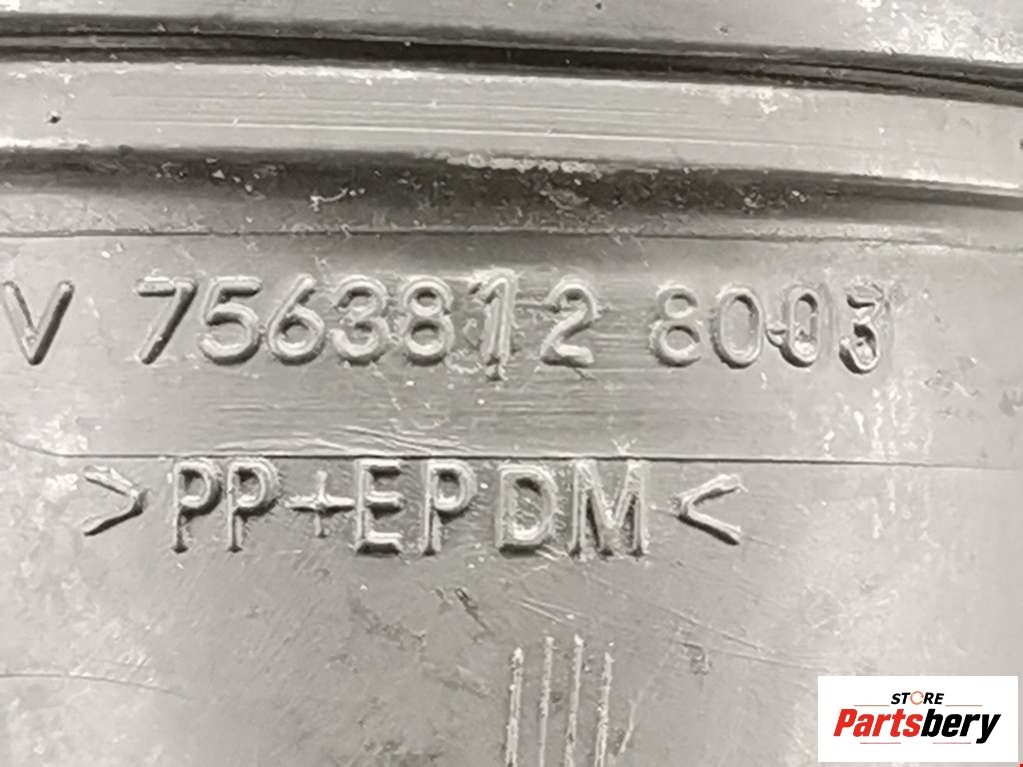 V 7563812 8003
>PP+EPDM<
STORE
Partsbery